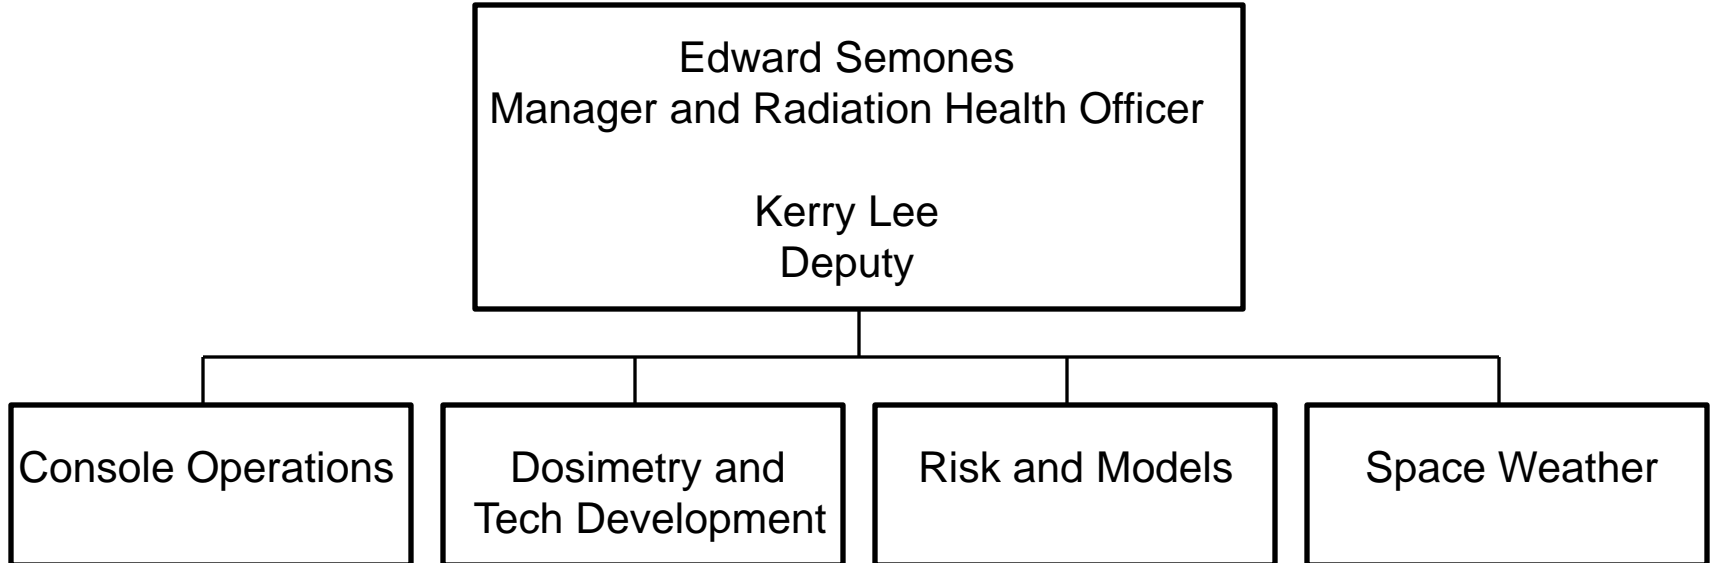 Edward Semones
Manager and Radiation Health Officer
Kerry Lee
Deputy
Console Operations
Dosimetry and
Tech Development
Risk and Models
Space Weather